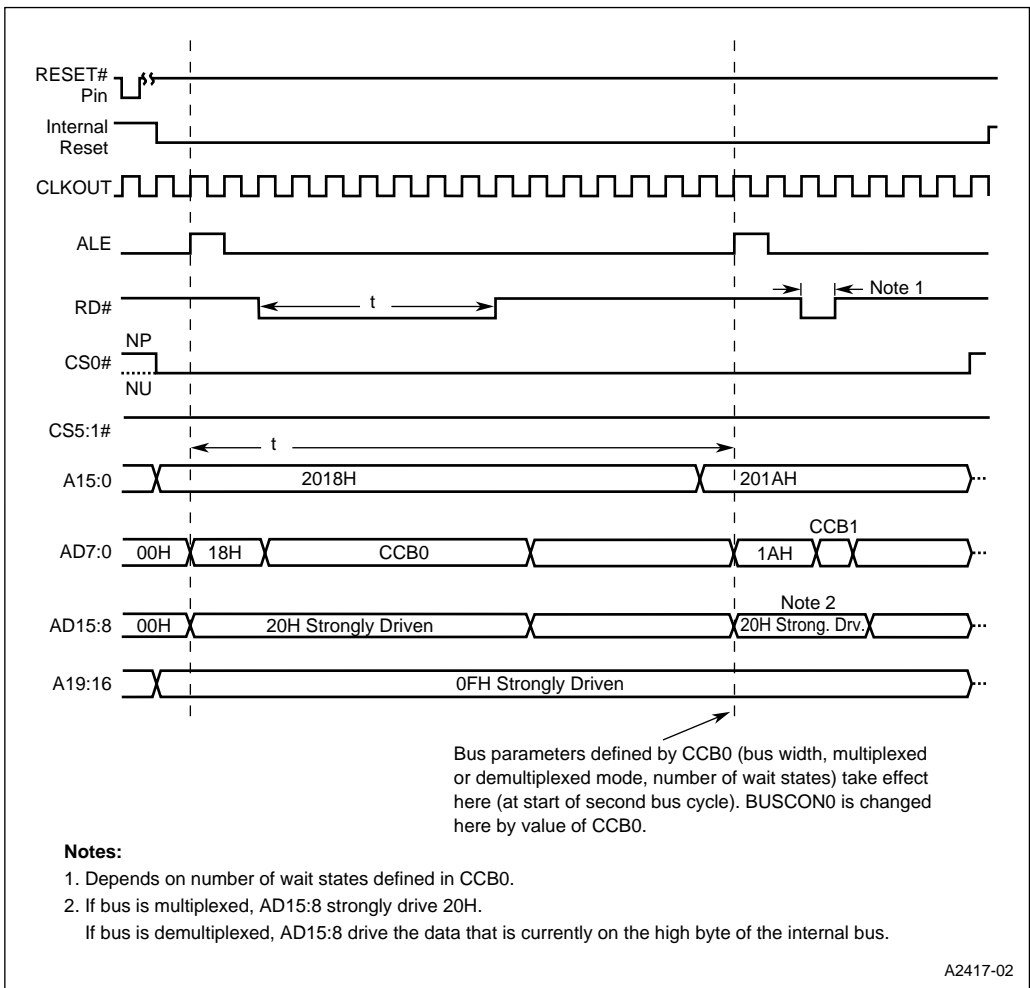 RESET#
Pin
Internal
Reset
CLKOUT
ALE
RD#
t
Note 1
NP
CS0#
NU
CS5:1#
t
A15:0
2018H
201AH
CCB1
AD7:0
00H
18H
CCB0
1AH
Note 2
AD15:8
00H
20H Strongly Driven
20H Strong. Drv.
A19:16
0FH Strongly Driven
Bus parameters defined by CCB0 (bus width, multiplexed
or demultiplexed mode, number of wait states) take effect
here (at start of second bus cycle). BUSCON0 is changed
here by value of CCB0.
Notes:
1. Depends on number of wait states defined in CCB0.
2. If bus is multiplexed, AD15:8 strongly drive 20H.
If bus is demultiplexed, AD15:8 drive the data that is currently on the high byte of the internal bus.
A2417-02